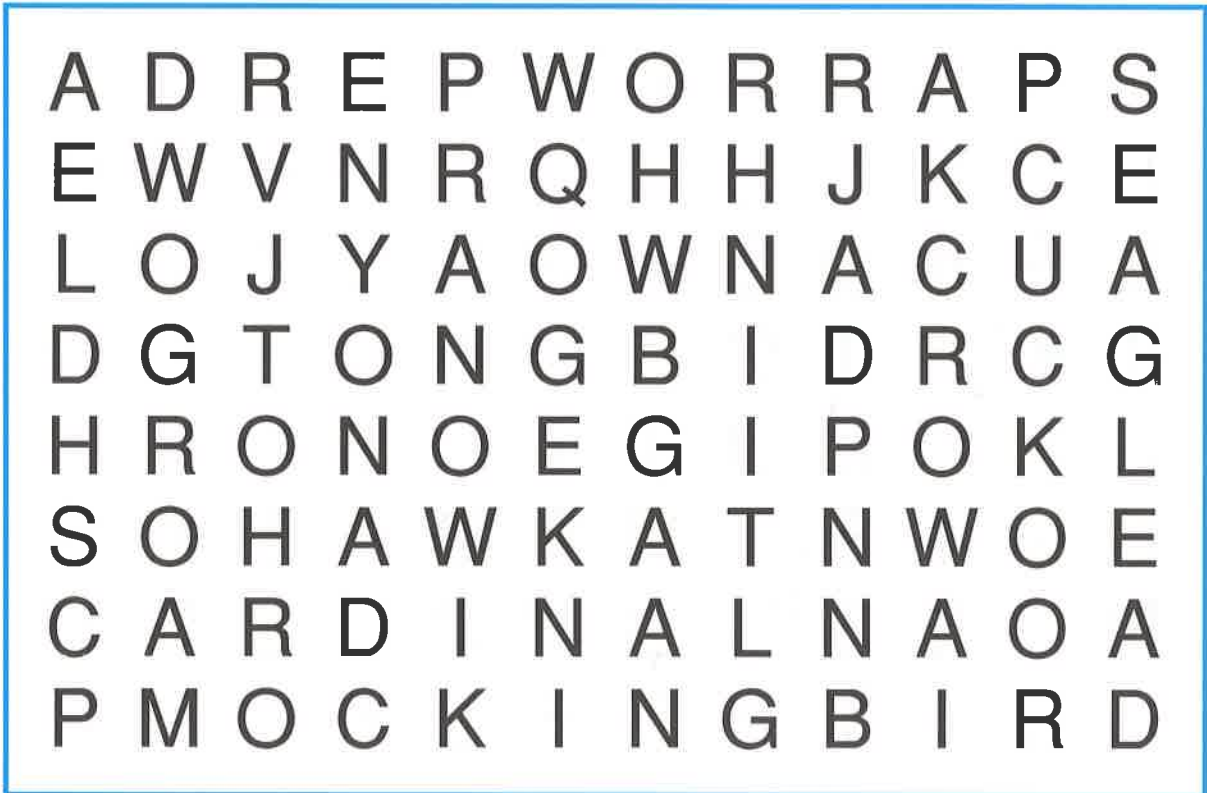 A D R E P W O R R A P S
E W V N R Q H H J K C E
L O J Y A O W N A C U A
D G T O N G B I D R C G
H R O N O E G I P O K L
S O H A W K A T N W O E
C A R D I N A L N A O A
P M O C K I N G B I R D